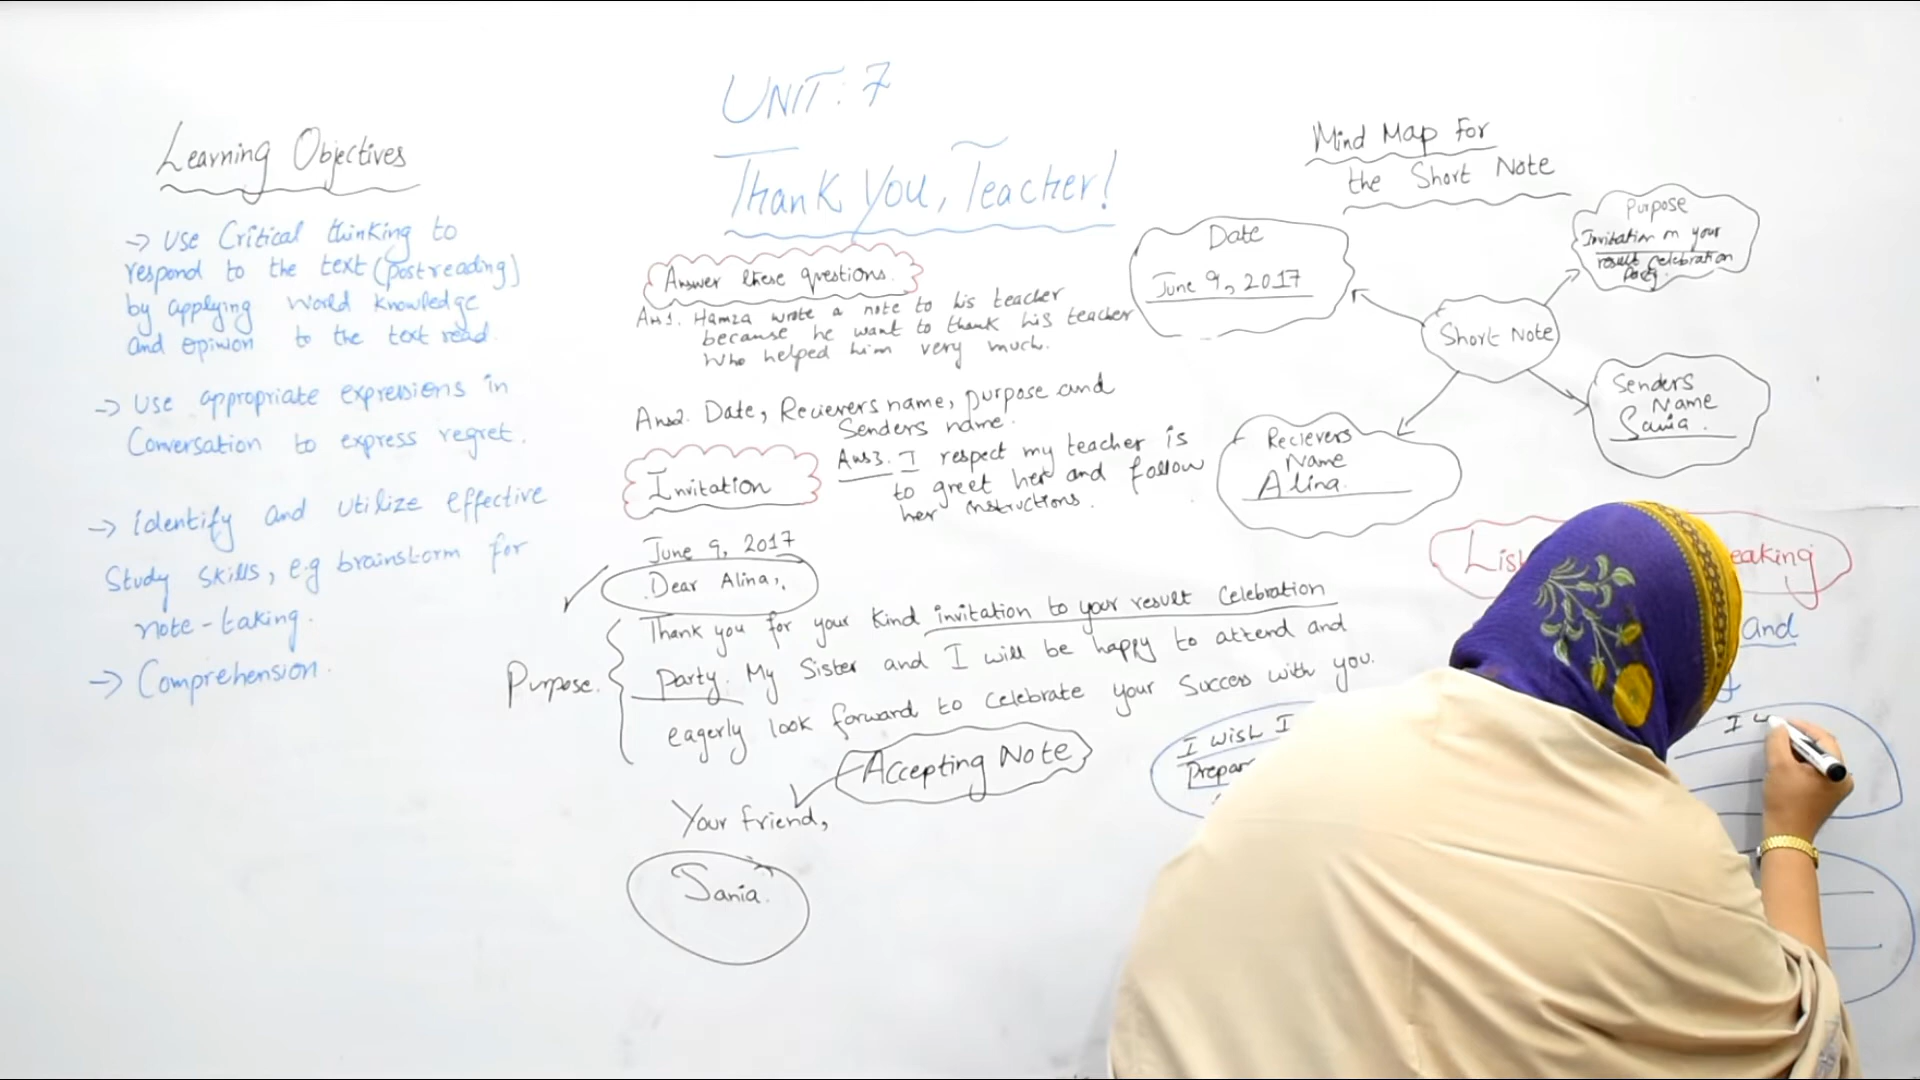 UNIT: 7
Thank You, Teacher!
Learning Objectives
→ Use Critical thinking to
respond to the text (post reading)
by applying world knowledge
and opinion to the text read.
→ Use appropriate expressions in
Conversation to express regret.
→ identify and utilize effective
Study skills, e.g brainstorm for
note-taking.
→ Comprehension.
Answer these questions.
Ans1. Hamza wrote a note to his teacher
because he want to thank his teacher
who helped him very much.
Ans2. Date, Recievers name, purpose and
Senders name.
Ans3. I respect my teacher is
to greet her and follow
her instructions.
Invitation
June 9, 2017
Dear Alina,
Thank you for your kind invitation to your result Celebration
Party. My Sister and I will be happy to attend and
eagerly look forward to celebrate your Success with you.
Purpose.
Accepting Note
Your friend,
Sania.
Mind Map For
the Short Note
Date
June 9, 2017
Purpose
Invitation on your
result Celebration
Short Note
Senders
Name
Sania.
Recievers
Name
Alina.
eaking
and
I wish I
Prepar
I